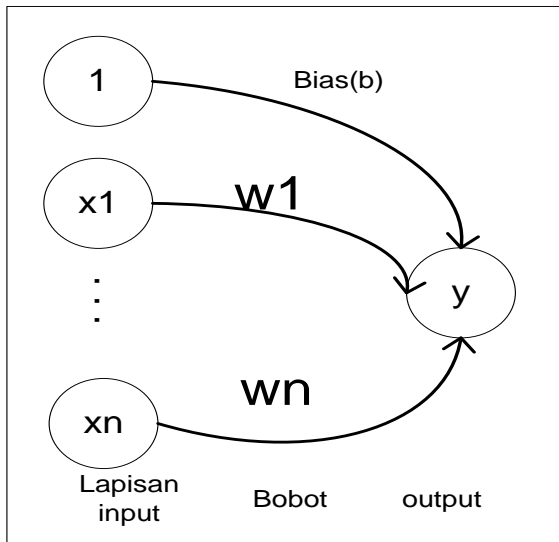 1
Bias(b)
x1
w1
y
xn
wn
Lapisan
input
Bobot
output